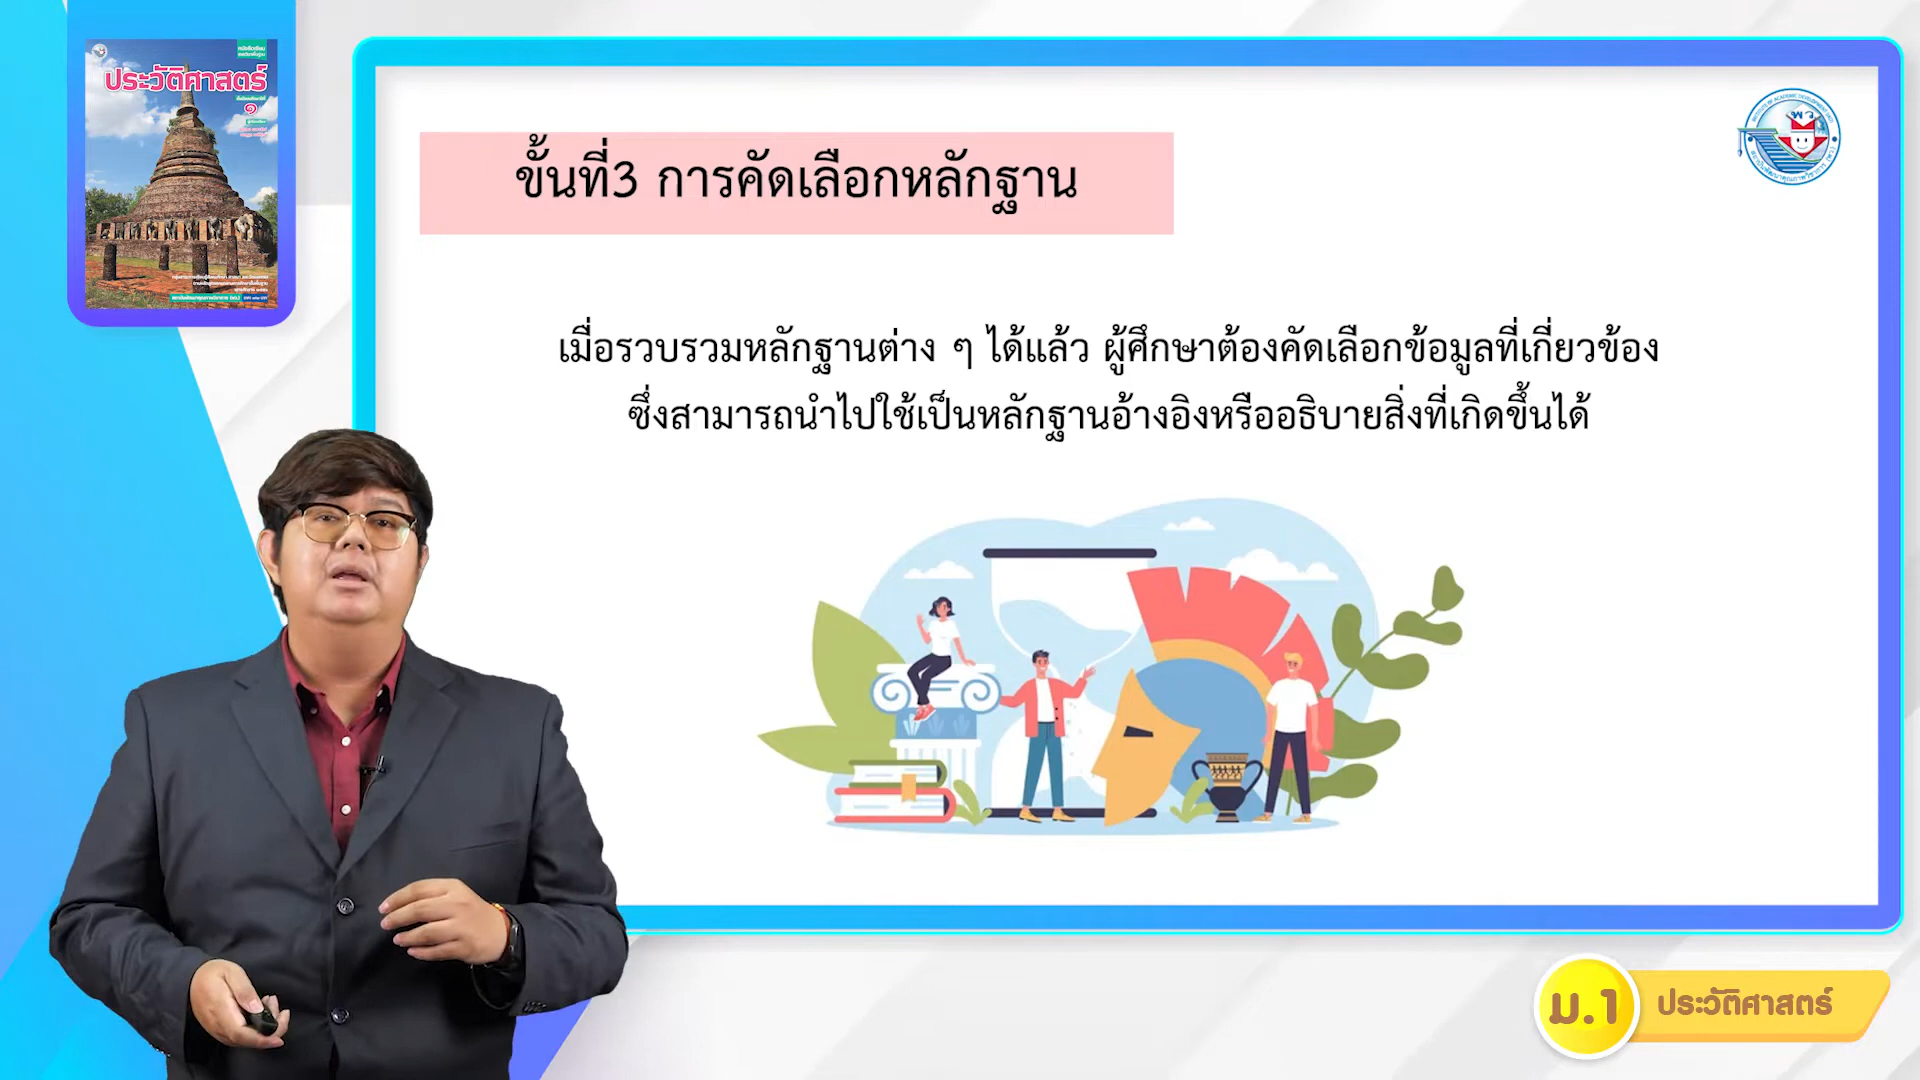 ประวัติศาสตร์
๑
ขั้นที่3 การคัดเลือกหลักฐาน
พว
เมื่อรวบรวมหลักฐานต่าง ๆ ได้แล้ว ผู้ศึกษาต้องคัดเลือกข้อมูลที่เกี่ยวข้อง
ซึ่งสามารถนำไปใช้เป็นหลักฐานอ้างอิงหรืออธิบายสิ่งที่เกิดขึ้นได้
ม.1
ประวัติศาสตร์